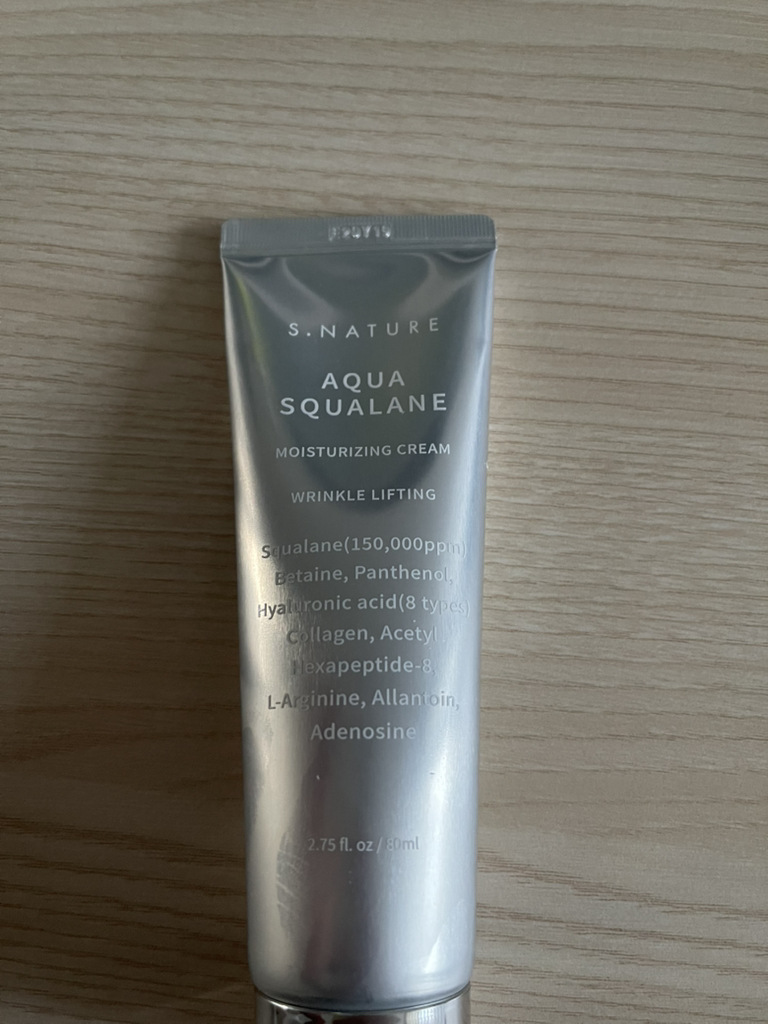 S.NATURE
AQUA
SQUALANE
MOISTURIZING CREAM
WRINKLE LIFTING
Squalane(150,000ppm)
Betaine, Panthenol,
Hyaluronic acid(8 types)
Collagen, Acetyl
Hexapeptide-8,
L-Arginine, Allantoin,
Adenosine
2.75 fl. oz / 80ml